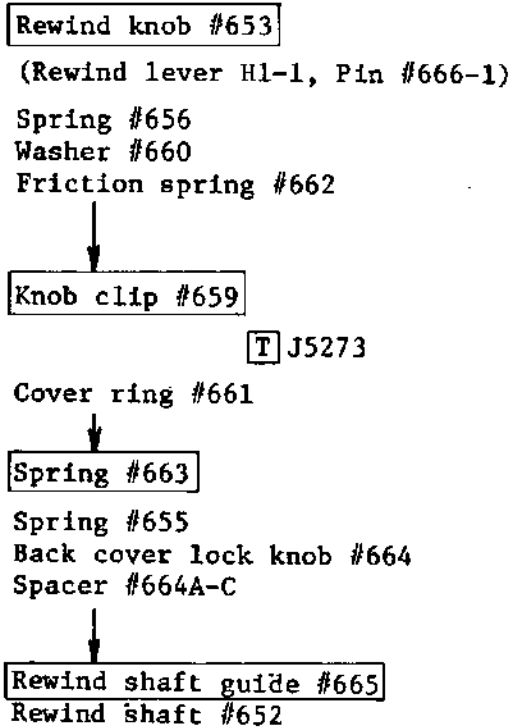 Rewind knob #653
(Rewind lever H1-1, Pin #666-1)
Spring #656
Washer #660
Friction spring #662
Knob clip #659
T J5273
Cover ring #661
Spring #663
Spring #655
Back cover lock knob #664
Spacer #664A-C
Rewind shaft guide #665
Rewind shaft #652